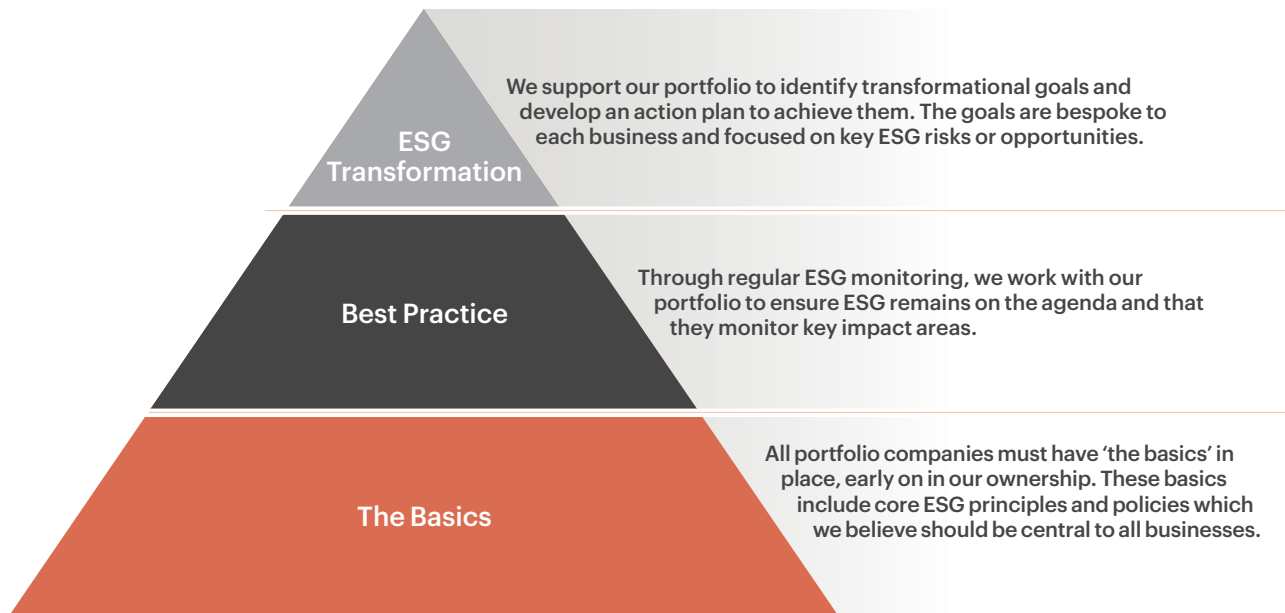 ESG
Transformation
We support our portfolio to identify transformational goals and
develop an action plan to achieve them. The goals are bespoke to
each business and focused on key ESG risks or opportunities.
Best Practice
Through regular ESG monitoring, we work with our
portfolio to ensure ESG remains on the agenda and that
they monitor key impact areas.
The Basics
All portfolio companies must have ‘the basics’ in
place, early on in our ownership. These basics
include core ESG principles and policies which
we believe should be central to all businesses.